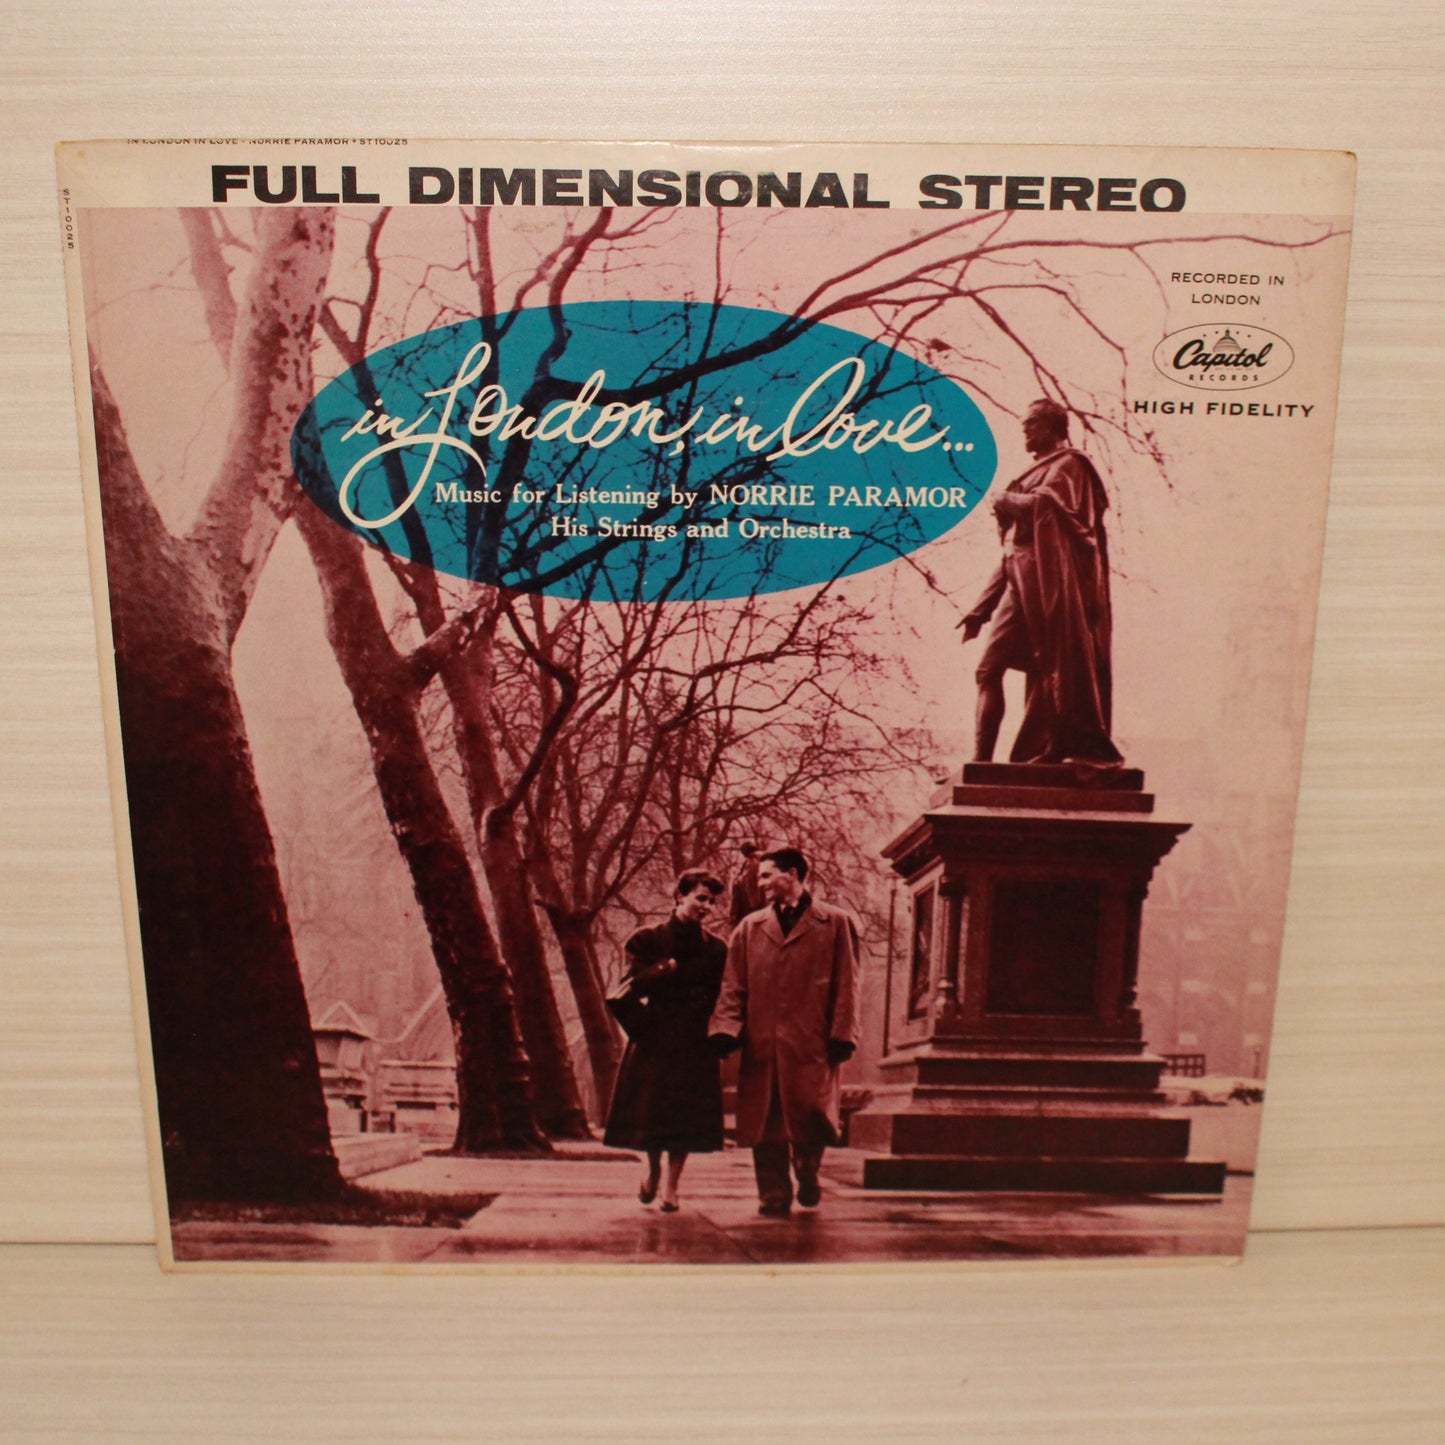 IN LONDON IN LOVE • NORRIE PARAMOR • ST10025
ST10025
FULL DIMENSIONAL STEREO
RECORDED IN
LONDON
Capitol
RECORDS
HIGH FIDELITY
in London, in love...
Music for Listening by NORRIE PARAMOR
His Strings and Orchestra